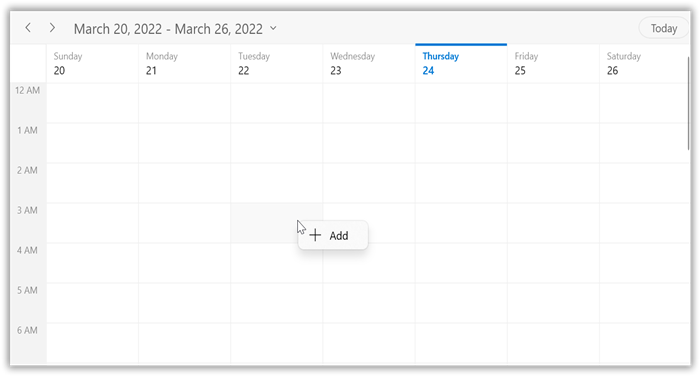 March 20, 2022 - March 26, 2022 Today
Sunday Monday Tuesday Wednesday Thursday Friday Saturday
20 21 22 23 24 25 26
12 AM
1 AM
2 AM
3 AM
Add
4 AM
5 AM
6 AM